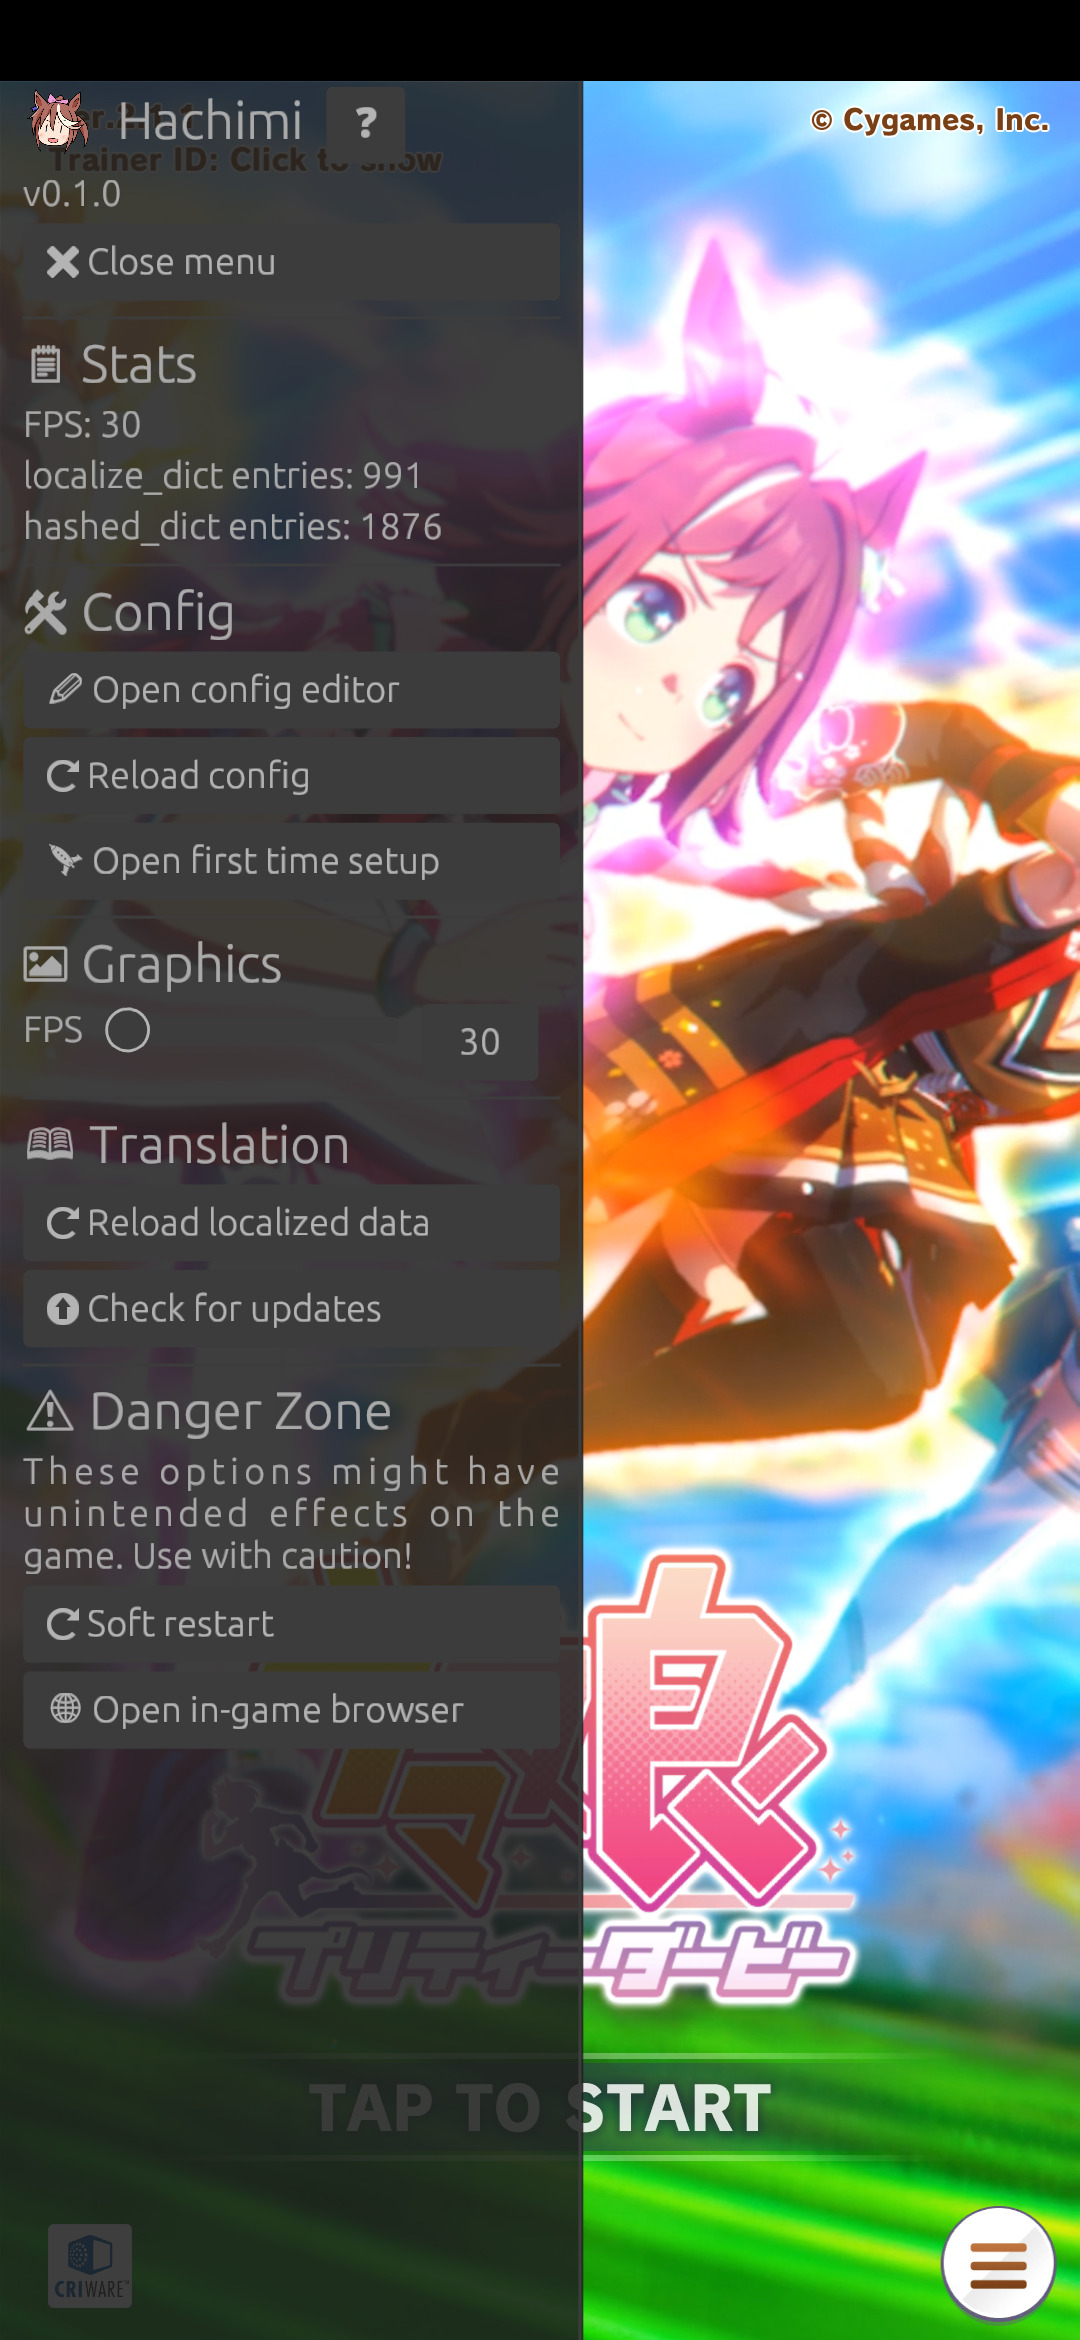 Hachimi
?
© Cygames, Inc.
Trainer ID: Click to show
v0.1.0
Close menu
Stats
FPS: 30
localize_dict entries: 991
hashed_dict entries: 1876
Config
Open config editor
Reload config
Open first time setup
Graphics
FPS 30
Translation
Reload localized data
Check for updates
Danger Zone
These options might have
unintended effects on the
game. Use with caution!
Soft restart
Open in-game browser
プリティーダービー
TAP TO START
CRIWARE